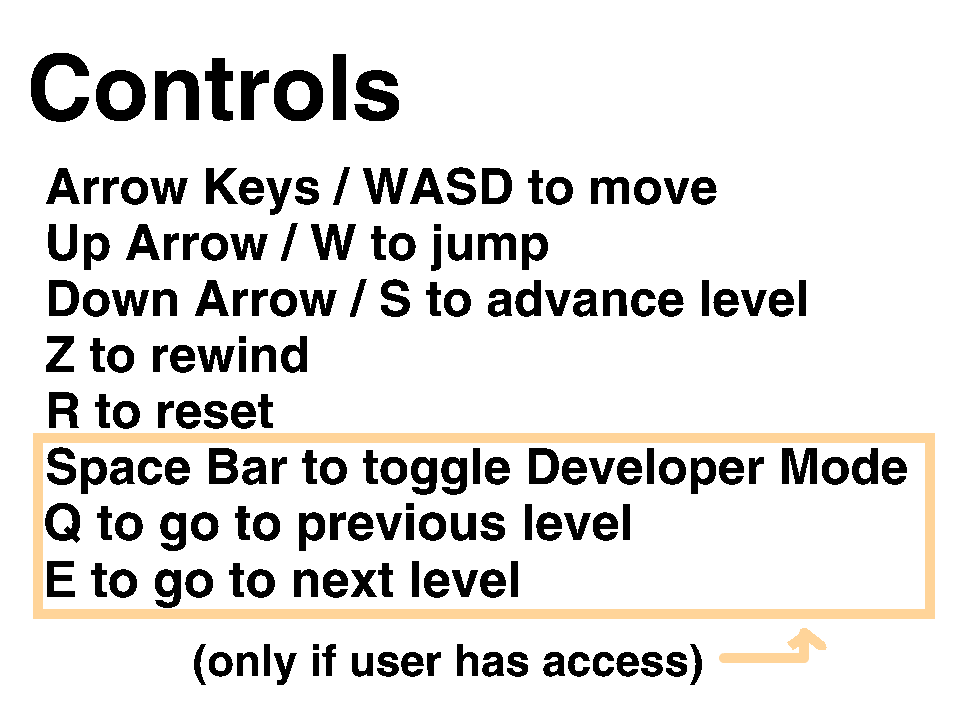 Controls
Arrow Keys / WASD to move
Up Arrow / W to jump
Down Arrow / S to advance level
Z to rewind
R to reset
Space Bar to toggle Developer Mode
Q to go to previous level
E to go to next level
(only if user has access)